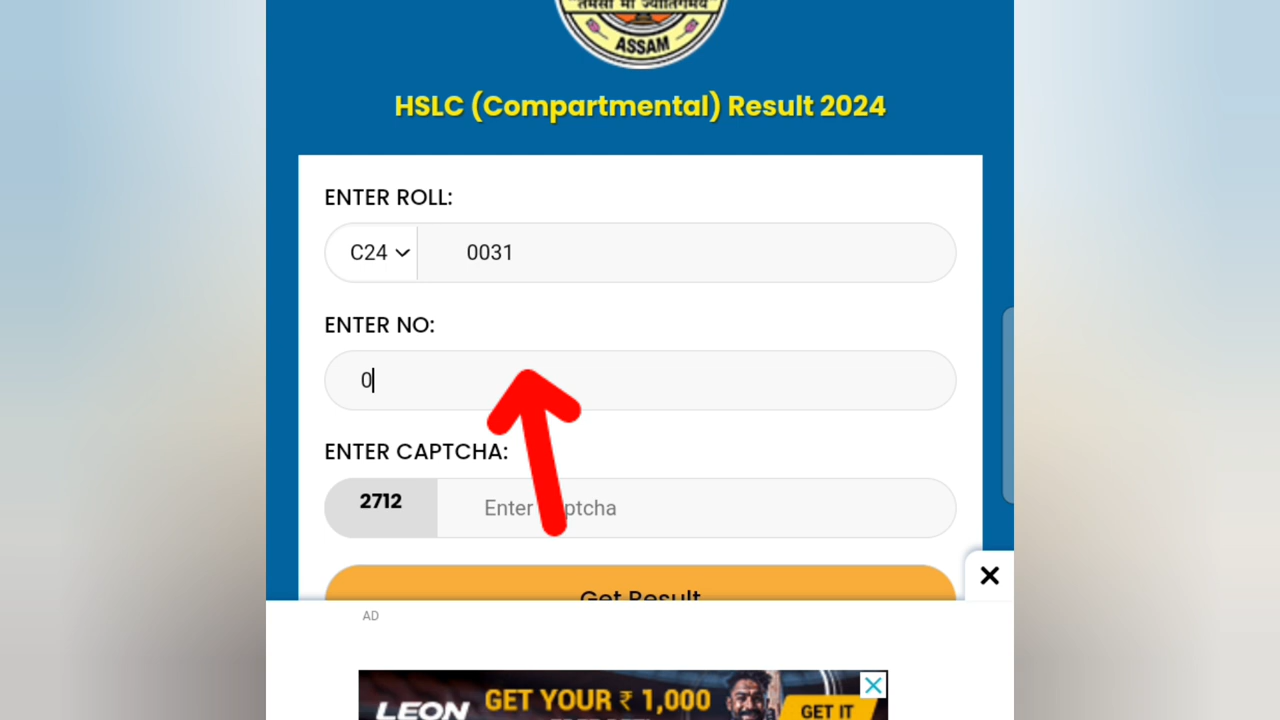 तमसो मा ज्योतिर्गमय
ASSAM
HSLC (Compartmental) Result 2024
ENTER ROLL:
C24 0031
ENTER NO:
0
ENTER CAPTCHA:
2712 Enter ptcha
Get Result
AD
LEON GET YOUR ₹ 1,000 GET IT